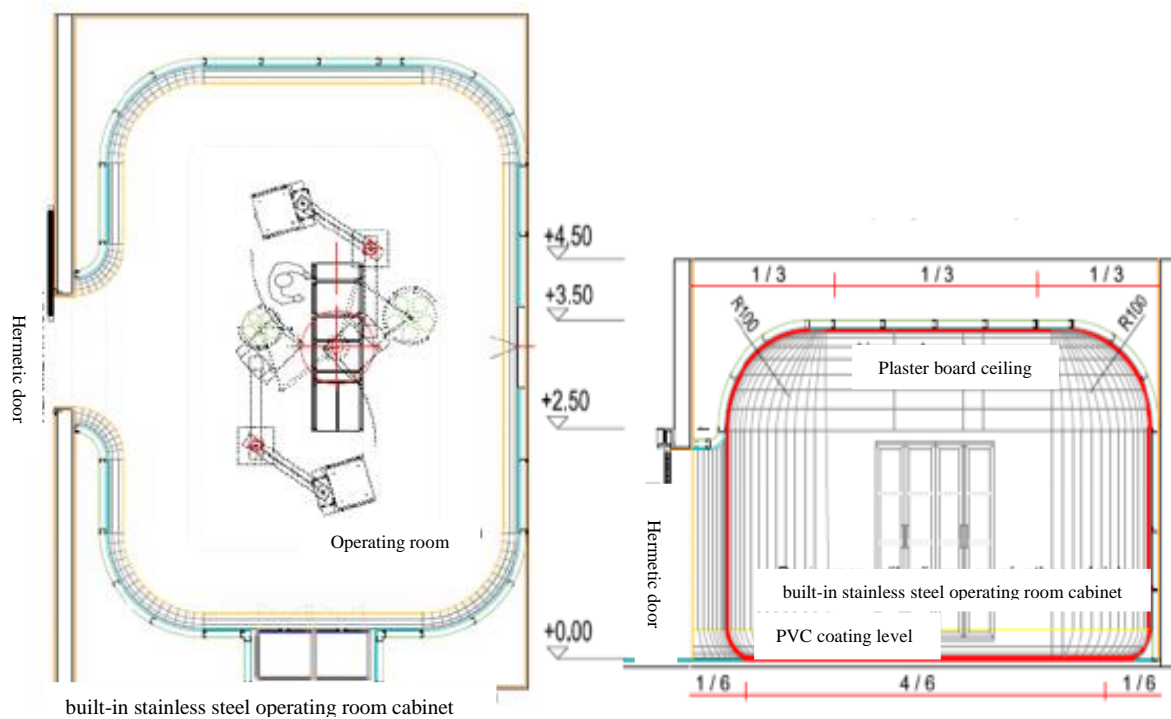 Hermetic door
Operating room
built-in stainless steel operating room cabinet
+4,50
+3,50
+2,50
+0,00
1 / 3
1 / 3
1 / 3
R100
R100
Plaster board ceiling
Hermetic door
built-in stainless steel operating room cabinet
PVC coating level
1 / 6
4 / 6
1 / 6